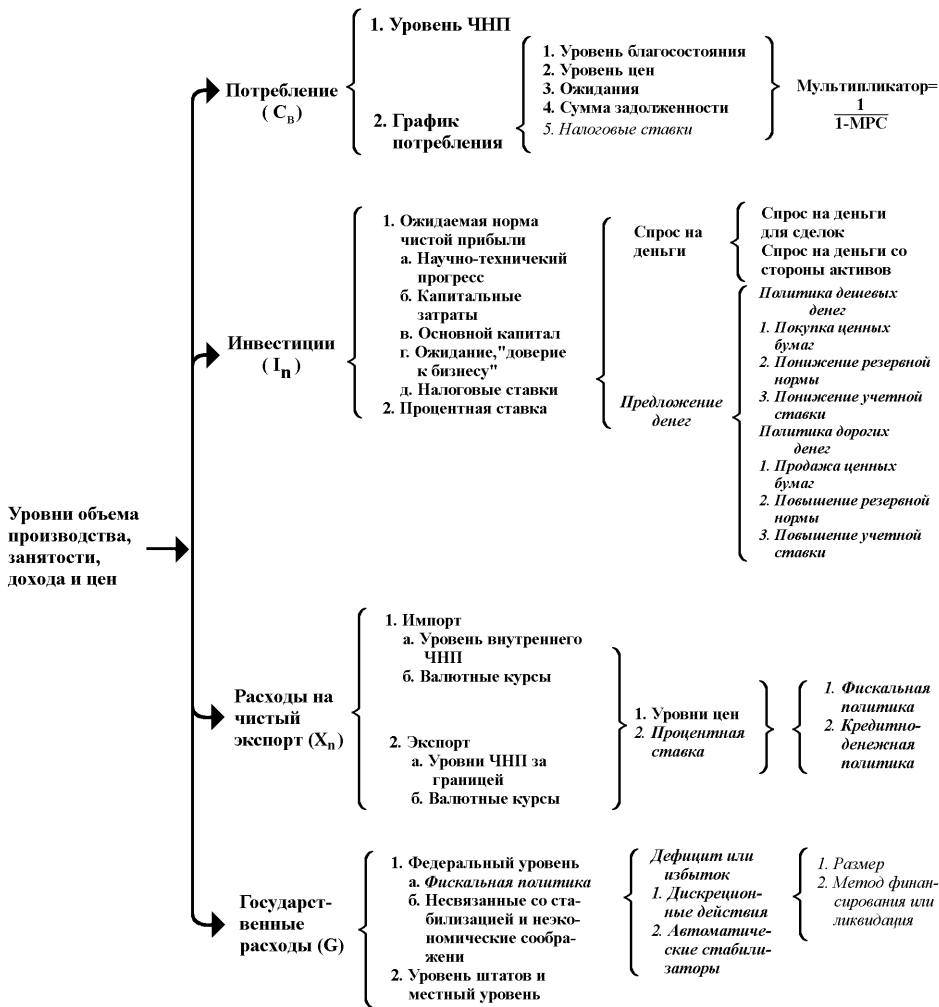 Уровни объема
производства,
занятости,
дохода и цен
Потребление
( Cв)
1. Уровень ЧНП
2. График
потребления
1. Уровень благосостояния
2. Уровень цен
3. Ожидания
4. Сумма задолженности
5. Налоговые ставки
Мультипликатор=
1
1-MPC
Инвестиции
( In)
1. Ожидаемая норма
чистой прибыли
а. Научно-техничекий
прогресс
б. Капитальные
затраты
в. Основной капитал
г. Ожидание,"доверие
к бизнесу"
д. Налоговые ставки
2. Процентная ставка
Спрос на
деньги
Спрос на деньги
для сделок
Спрос на деньги со
стороны активов
Предложение
денег
Политика дешевых
денег
1. Покупка ценных
бумаг
2. Понижение резервной
нормы
3. Понижение учетной
ставки
Политика дорогих
денег
1. Продажа ценных
бумаг
2. Повышение резервной
нормы
3. Повышение учетной
ставки
Расходы на
чистый
экспорт (Xn)
1. Импорт
а. Уровень внутреннего
ЧНП
б. Валютные курсы
2. Экспорт
а. Уровни ЧНП за
границей
б. Валютные курсы
1. Уровни цен
2. Процентная
ставка
1. Фискальная
политика
2. Кредитно-
денежная
политика
Государст-
венные
расходы (G)
1. Федеральный уровень
а. Фискальная политика
б. Несвязанные со ста-
билизацией и неэко-
номические сообра-
жени
2. Уровень штатов и
местный уровень
Дефицит или
избыток
1. Дискрецион-
ные действия
2. Автоматиче-
ские стабили-
заторы
1. Размер
2. Метод финан-
сирования или
ликвидация